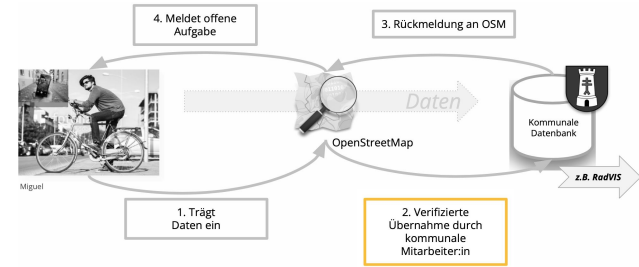 4. Meldet offene
Aufgabe
3. Rückmeldung an OSM
Daten
Kommunale
Datenbank
OpenStreetMap
z.B. RadVIS
Miguel
1. Trägt
Daten ein
2. Verifizierte
Übernahme durch
kommunale
Mitarbeiter:in